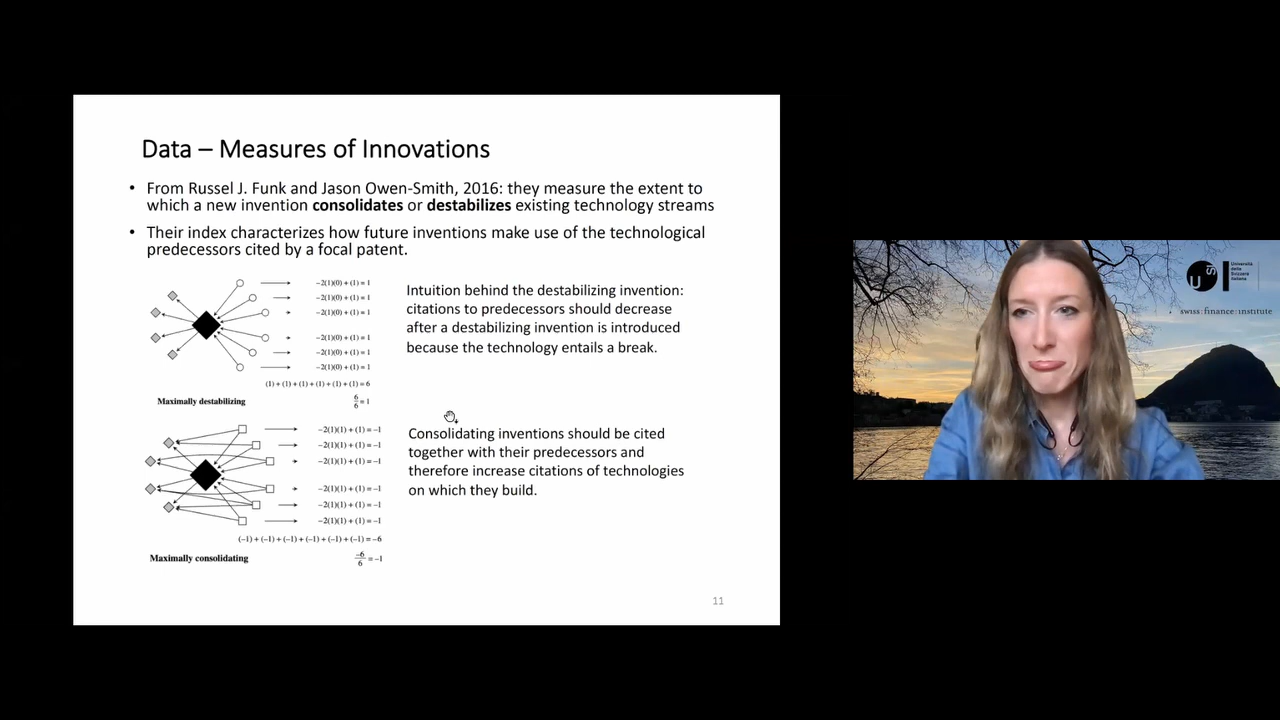 Data – Measures of Innovations
• From Russel J. Funk and Jason Owen-Smith, 2016: they measure the extent to
which a new invention consolidates or destabilizes existing technology streams
• Their index characterizes how future inventions make use of the technological
predecessors cited by a focal patent.
−2(1)(0) + (1) = 1
−2(1)(0) + (1) = 1
−2(1)(0) + (1) = 1
−2(1)(0) + (1) = 1
−2(1)(0) + (1) = 1
−2(1)(0) + (1) = 1
(1) + (1) + (1) + (1) + (1) + (1) = 6
Maximally destabilizing
6/6 = 1
Intuition behind the destabilizing invention:
citations to predecessors should decrease
after a destabilizing invention is introduced
because the technology entails a break.
−2(1)(1) + (1) = −1
−2(1)(1) + (1) = −1
−2(1)(1) + (1) = −1
−2(1)(1) + (1) = −1
−2(1)(1) + (1) = −1
−2(1)(1) + (1) = −1
(−1) + (−1) + (−1) + (−1) + (−1) + (−1) = −6
Maximally consolidating
−6/6 = −1
Consolidating inventions should be cited
together with their predecessors and
therefore increase citations of technologies
on which they build.
11
Università
della
Svizzera
italiana
swiss:finance:institute